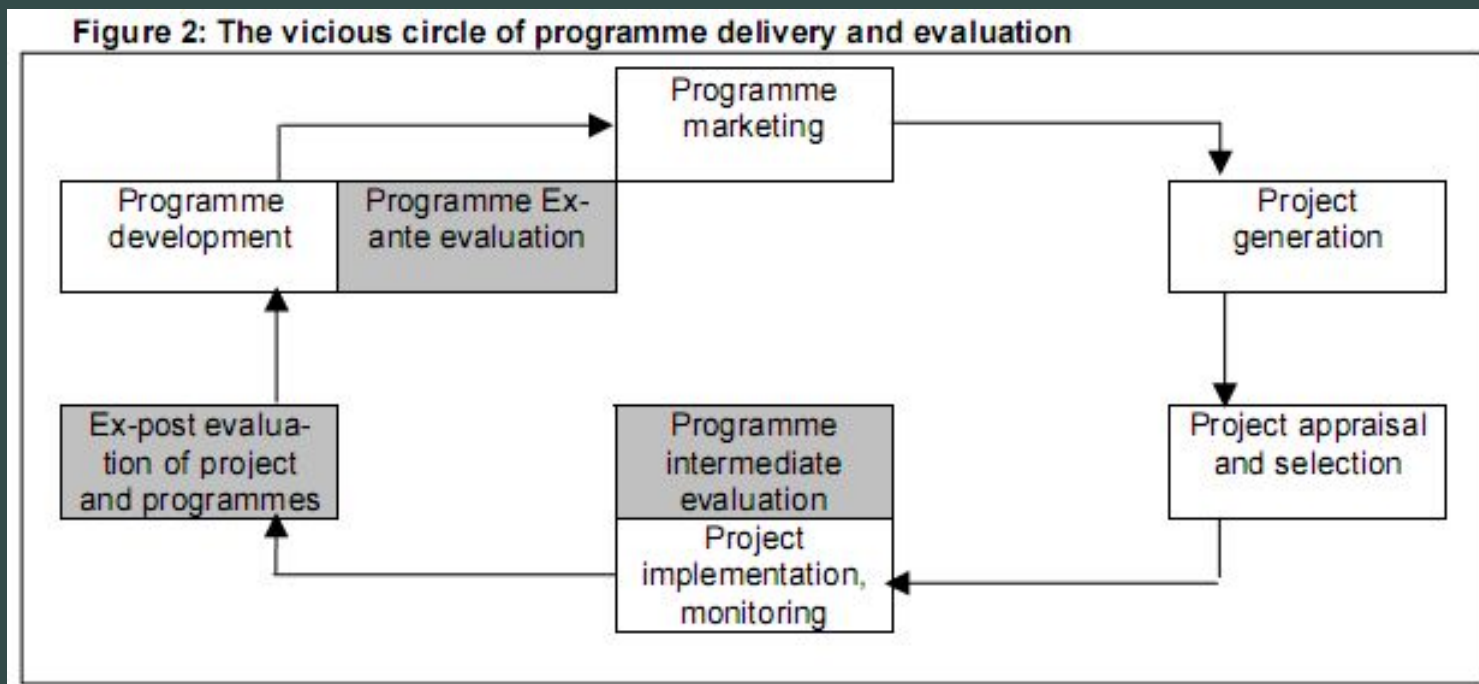 Figure 2: The vicious circle of programme delivery and evaluation
Programme
marketing
Programme
development
Programme Ex-
ante evaluation
Project
generation
Ex-post evalua-
tion of project
and programmes
Programme
intermediate
evaluation
Project
implementation,
monitoring
Project appraisal
and selection